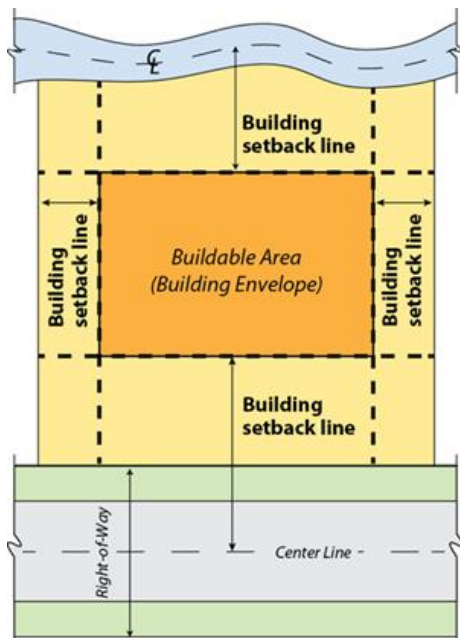 ℄
Building
setback line
Building
setback line
Buildable Area
(Building Envelope)
Building
setback line
Building
setback line
Right-of-Way
Center Line